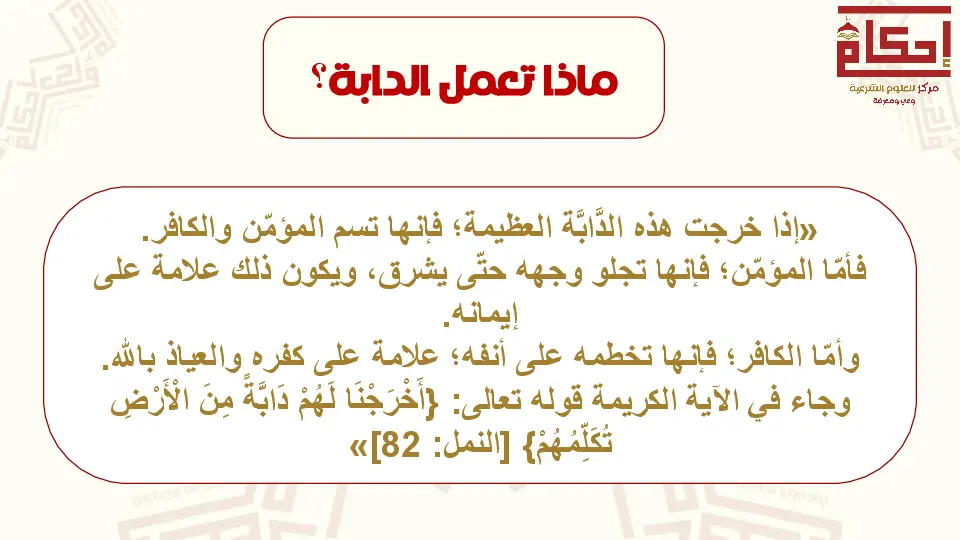 إحكام
مركز للعلوم الشرعية
وعي ومعرفة
ماذا تعمل الدابة؟
«إذا خرجت هذه الدَّابَّة العظيمة؛ فإنها تسم المؤمّن والكافر.
فأمّا المؤمّن؛ فإنها تجلو وجهه حتّى يشرق، ويكون ذلك علامة على
إيمانه.
وأمّا الكافر؛ فإنها تخطمه على أنفه؛ علامة على كفره والعياذ بالله.
وجاء في الآية الكريمة قوله تعالى: {أَخْرَجْنَا لَهُمْ دَابَّةً مِنَ الْأَرْضِ
تُكَلِّمُهُمْ} [النمل: 82]»